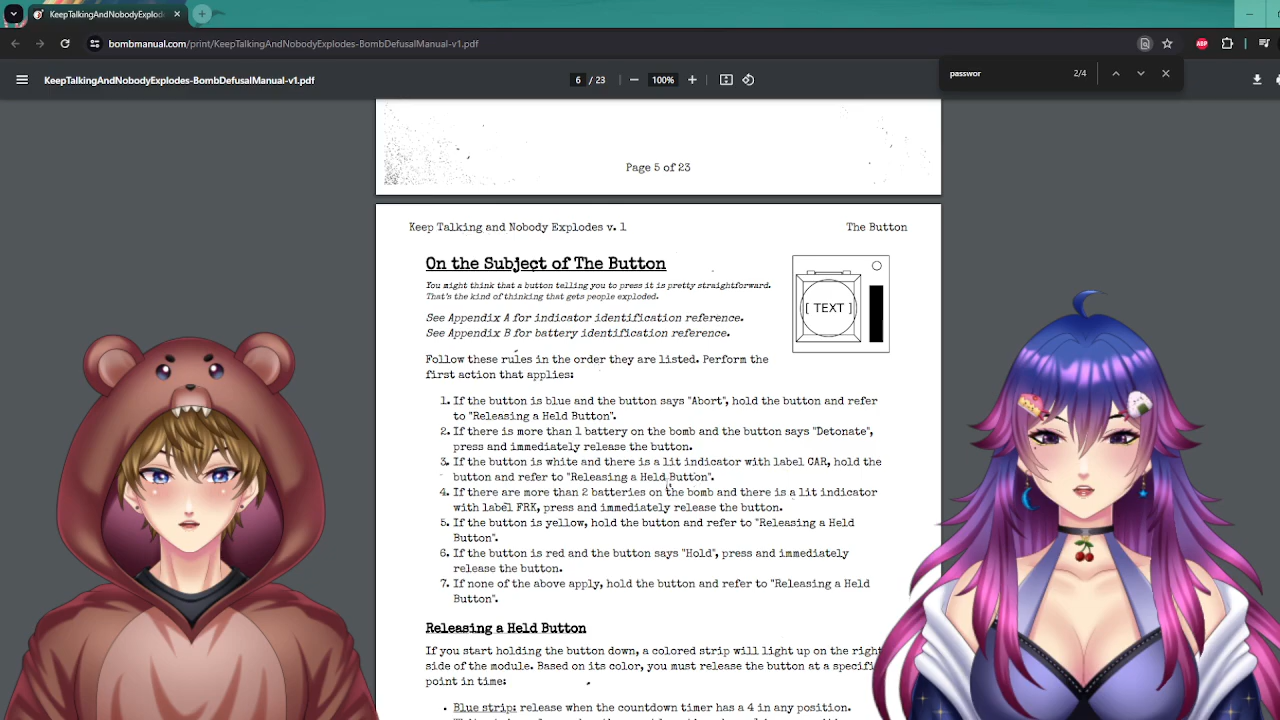 KeepTalkingAndNobodyExplode
bombmanual.com/print/KeepTalkingAndNobodyExplodes-BombDefusalManual-v1.pdf
ABP
passwor 2/4
KeepTalkingAndNobodyExplodes-BombDefusalManual-v1.pdf
6 / 23
100%
Page 5 of 23
Keep Talking and Nobody Explodes v. 1
The Button
On the Subject of The Button
You might think that a button telling you to press it is pretty straightforward.
That's the kind of thinking that gets people exploded.
[ TEXT ]
See Appendix A for indicator identification reference.
See Appendix B for battery identification reference.
Follow these rules in the order they are listed. Perform the
first action that applies:
1. If the button is blue and the button says "Abort", hold the button and refer
to "Releasing a Held Button".
2. If there is more than 1 battery on the bomb and the button says "Detonate",
press and immediately release the button.
3. If the button is white and there is a lit indicator with label CAR, hold the
button and refer to "Releasing a Held Button".
4. If there are more than 2 batteries on the bomb and there is a lit indicator
with label FRK, press and immediately release the button.
5. If the button is yellow, hold the button and refer to "Releasing a Held
Button".
6. If the button is red and the button says "Hold", press and immediately
release the button.
7. If none of the above apply, hold the button and refer to "Releasing a Held
Button".
Releasing a Held Button
If you start holding the button down, a colored strip will light up on the right
side of the module. Based on its color, you must release the button at a specifi
point in time:
• Blue strip: release when the countdown timer has a 4 in any position.